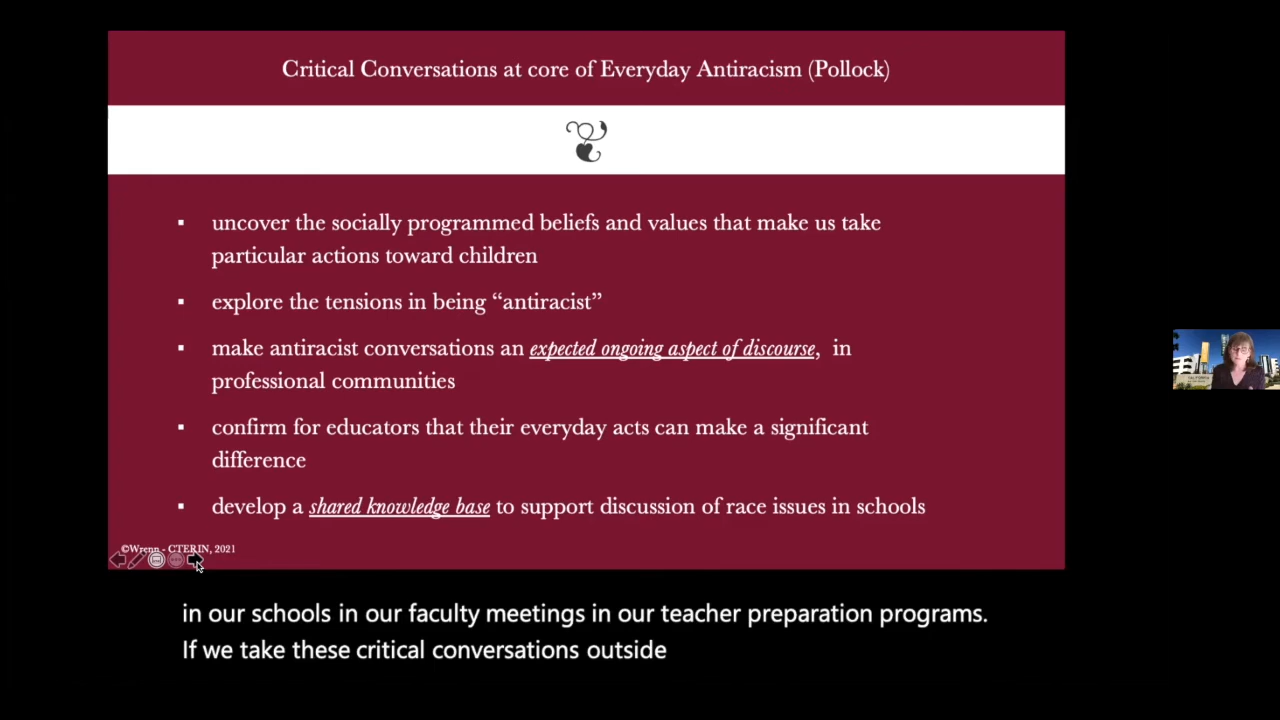 Critical Conversations at core of Everyday Antiracism (Pollock)
▪ uncover the socially programmed beliefs and values that make us take
particular actions toward children
▪ explore the tensions in being “antiracist”
▪ make antiracist conversations an expected ongoing aspect of discourse, in
professional communities
▪ confirm for educators that their everyday acts can make a significant
difference
▪ develop a shared knowledge base to support discussion of race issues in schools
©Wrenn - CTERIN, 2021
in our schools in our faculty meetings in our teacher preparation programs.
If we take these critical conversations outside